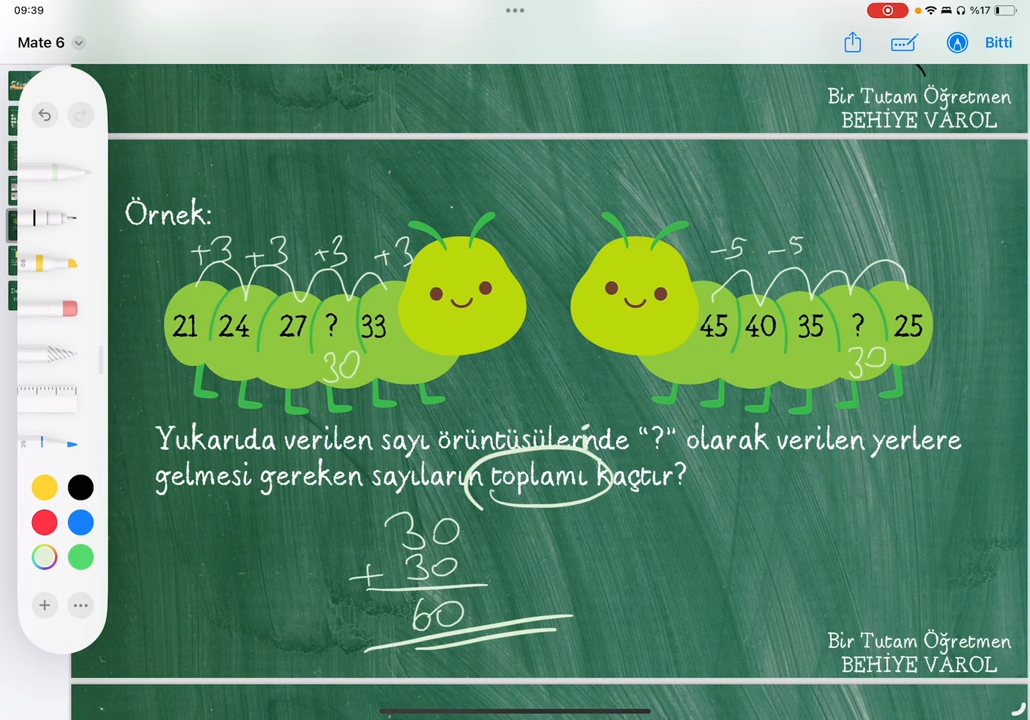 09:39
%17
Mate 6
Bitti
Bir Tutam Öğretmen
BEHİYE VAROL
Örnek:
+3 +3 +3 +3
-5 -5
21 24 27 ? 33
45 40 35 ? 25
30
30
Yukarıda verilen sayı örüntüsülerinde “?” olarak verilen yerlere
gelmesi gereken sayıların toplamı kaçtır?
30
+ 30
60
Bir Tutam Öğretmen
BEHİYE VAROL